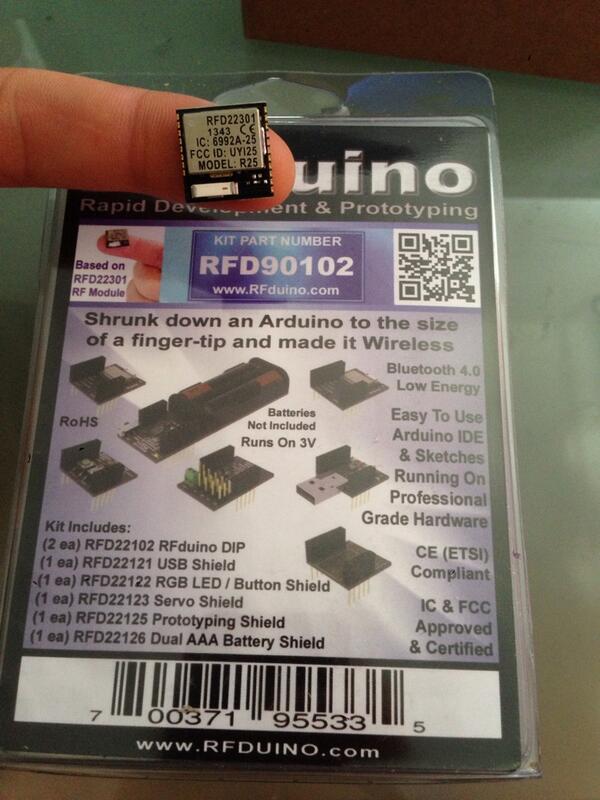 RFD22301
1343 CE
IC: 6992A-25
FCC ID: UYI25
MODEL: R25
uino
Rapid Development & Prototyping
Based on
RFD22301
RF Module
KIT PART NUMBER
RFD90102
www.RFduino.com
Shrunk down an Arduino to the size
of a finger-tip and made it Wireless
Bluetooth 4.0
Low Energy
RoHS
Batteries
Not Included
Runs On 3V
Easy To Use
Arduino IDE
& Sketches
Running On
Professional
Grade Hardware
Kit Includes:
(2 ea) RFD22102 RFduino DIP
(1 ea) RFD22121 USB Shield
(1 ea) RFD22122 RGB LED / Button Shield
(1 ea) RFD22123 Servo Shield
(1 ea) RFD22125 Prototyping Shield
(1 ea) RFD22126 Dual AAA Battery Shield
CE (ETSI)
Compliant
IC & FCC
Approved
& Certified
7 00371 95533 5
www.RFDUINO.com